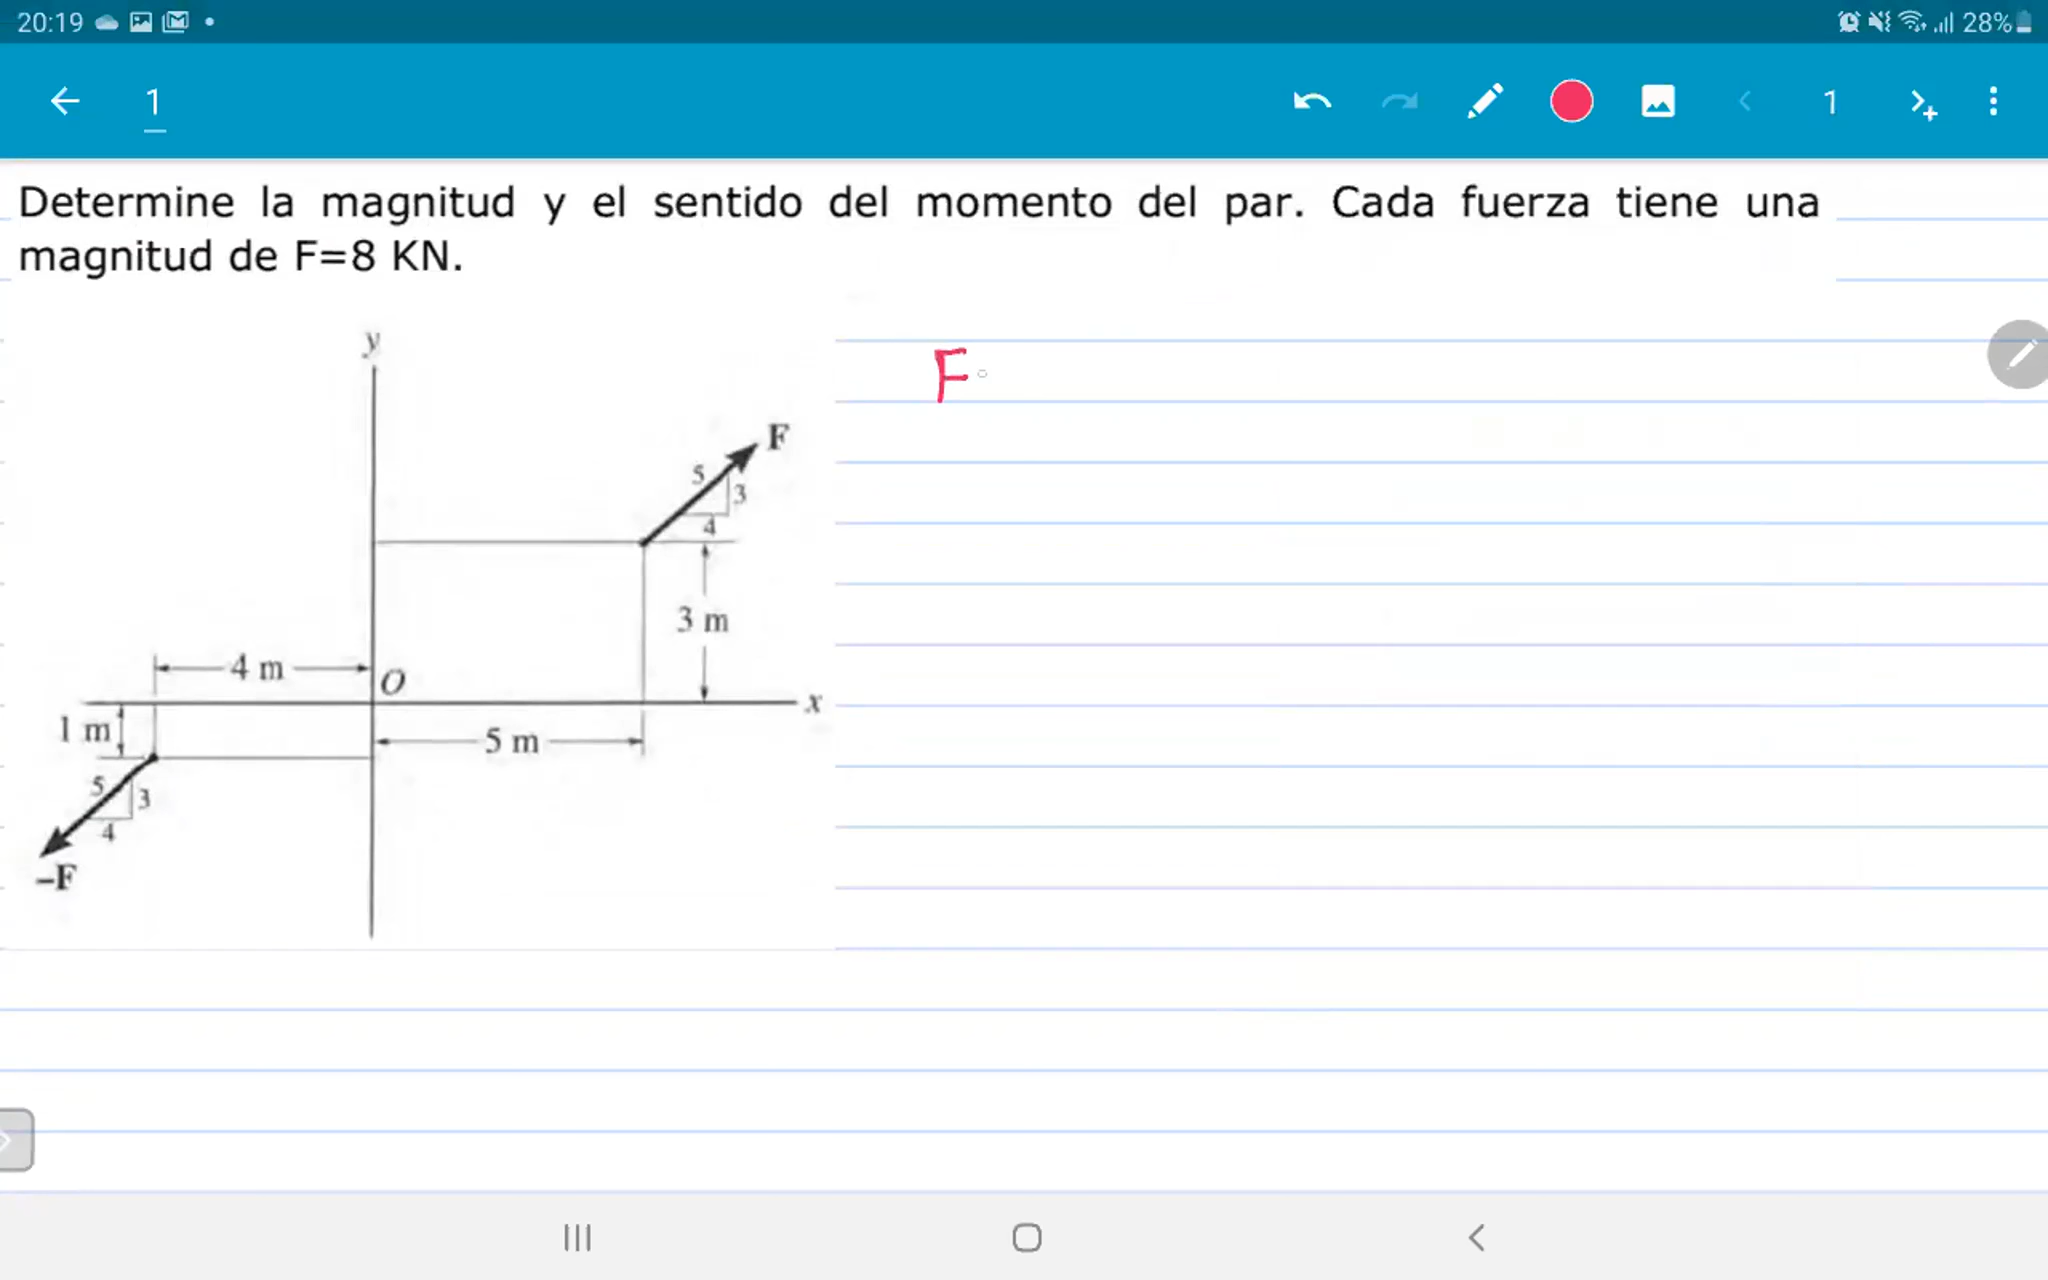 20:19
28%
1
1
Determine la magnitud y el sentido del momento del par. Cada fuerza tiene una
magnitud de F=8 KN.
y
F
F
5
3
4
3 m
4 m
O
x
1 m
5 m
5
3
4
–F